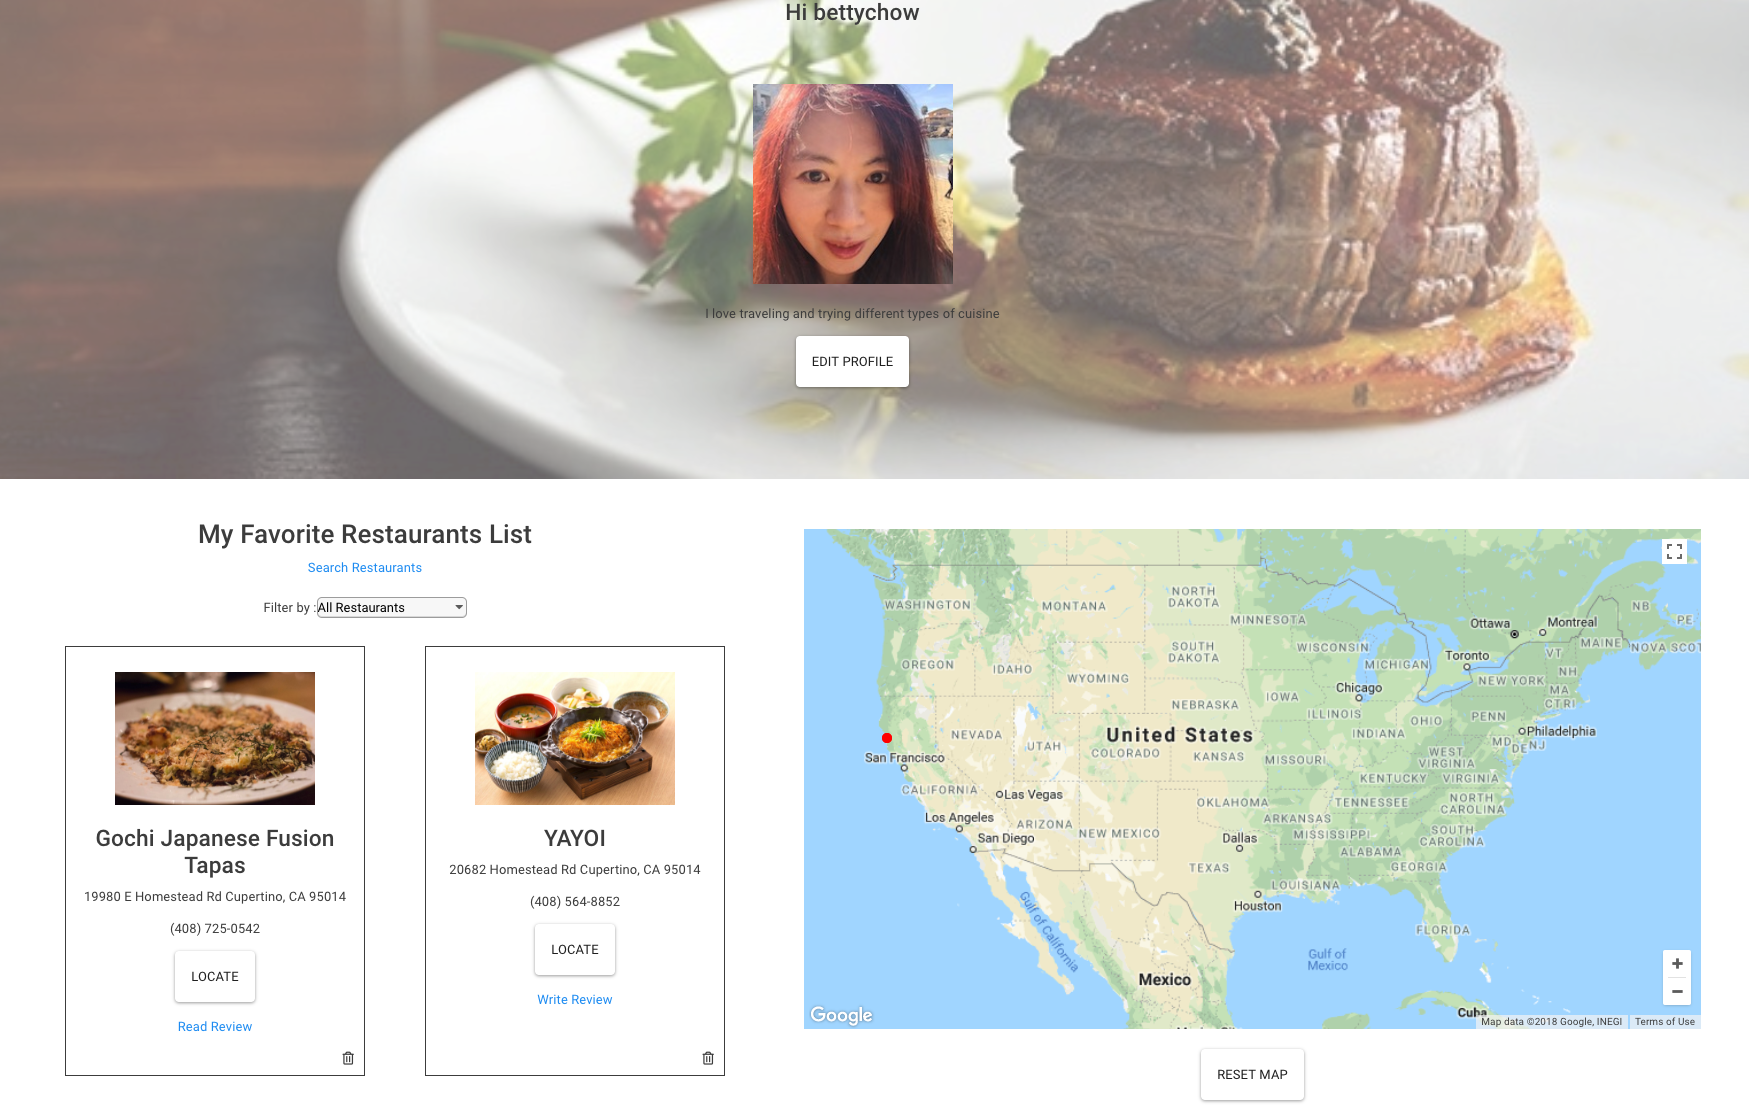 Hi bettychow
I love traveling and trying different types of cuisine
EDIT PROFILE
My Favorite Restaurants List
Search Restaurants
Filter by : All Restaurants
Gochi Japanese Fusion
Tapas
19980 E Homestead Rd Cupertino, CA 95014
(408) 725-0542
LOCATE
Read Review
YAYOI
20682 Homestead Rd Cupertino, CA 95014
(408) 564-8852
LOCATE
Write Review
WASHINGTON
MONTANA
NORTH
DAKOTA
MINNESOTA
Ottawa
Montreal
NB
PE
MAINE
NOVA SCOT
OREGON
IDAHO
WYOMING
SOUTH
DAKOTA
WISCONSIN
MICHIGAN
Toronto
VT
NH
NEW YORK
MA
CT RI
Chicago
IOWA
NEBRASKA
ILLINOIS
INDIANA
OHIO
PENN
Philadelphia
MD
DE
NJ
NEVADA
UTAH
United States
COLORADO
KANSAS
MISSOURI
WEST
VIRGINIA
KENTUCKY
VIRGINIA
San Francisco
CALIFORNIA
Las Vegas
OKLAHOMA
TENNESSEE
NORTH
CAROLINA
Los Angeles
ARIZONA
NEW MEXICO
ARKANSAS
MISSISSIPPI
SOUTH
CAROLINA
San Diego
Dallas
ALABAMA
TEXAS
GEORGIA
LOUISIANA
Houston
FLORIDA
Gulf of California
Gulf of
Mexico
Mexico
Cuba
Google
Map data ©2018 Google, INEGI
Terms of Use
RESET MAP